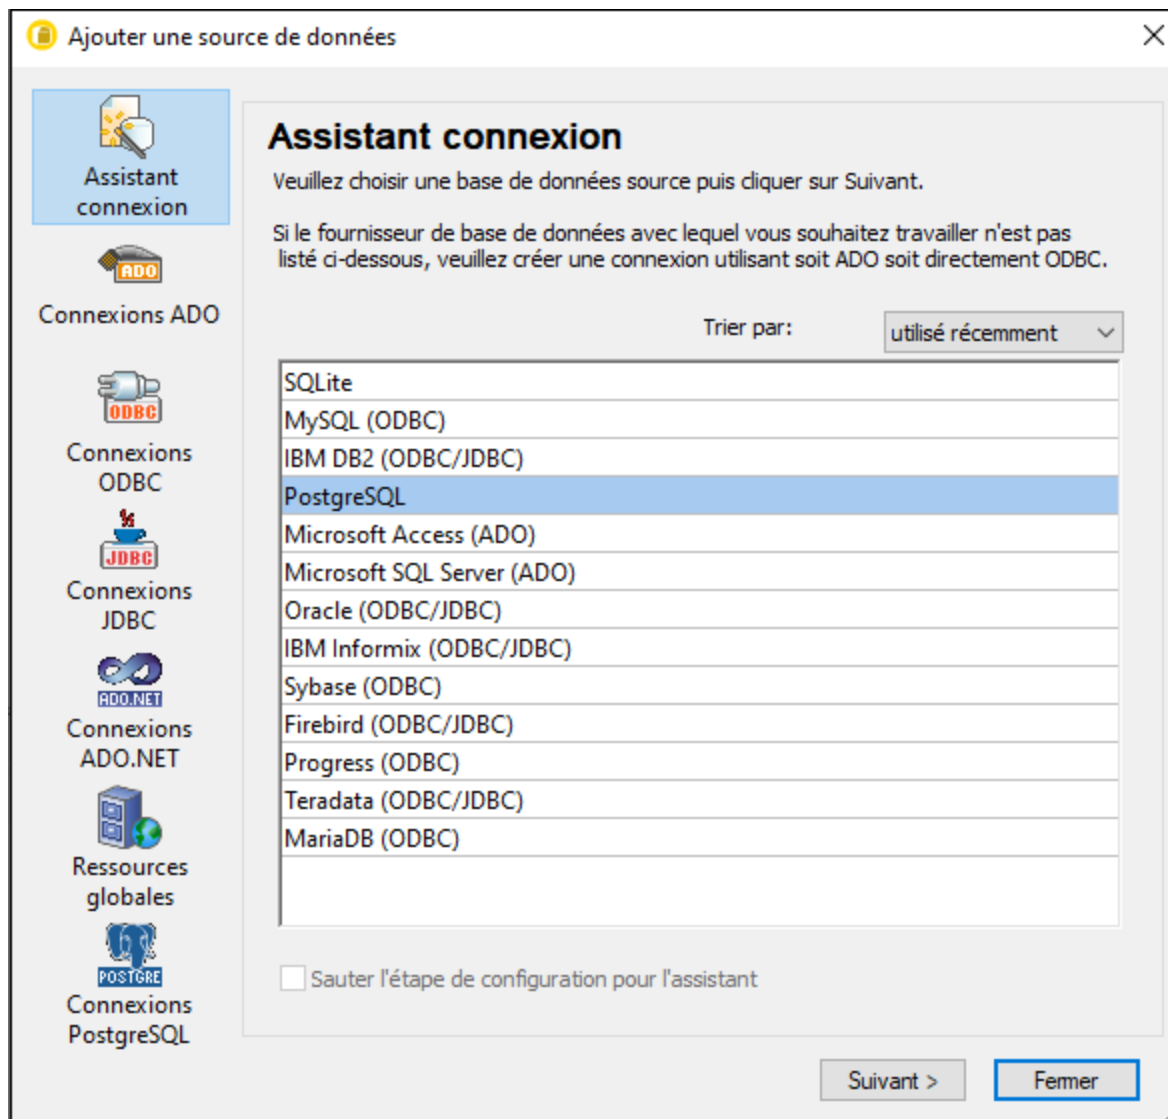 Ajouter une source de données
Assistant
connexion
ADO
Connexions ADO
ODBC
Connexions
ODBC
JDBC
Connexions
JDBC
ADO.NET
Connexions
ADO.NET
Ressources
globales
POSTGRE
Connexions
PostgreSQL
Assistant connexion
Veuillez choisir une base de données source puis cliquer sur Suivant.
Si le fournisseur de base de données avec lequel vous souhaitez travailler n'est pas
listé ci-dessous, veuillez créer une connexion utilisant soit ADO soit directement ODBC.
Trier par: utilisé récemment
SQLite
MySQL (ODBC)
IBM DB2 (ODBC/JDBC)
PostgreSQL
Microsoft Access (ADO)
Microsoft SQL Server (ADO)
Oracle (ODBC/JDBC)
IBM Informix (ODBC/JDBC)
Sybase (ODBC)
Firebird (ODBC/JDBC)
Progress (ODBC)
Teradata (ODBC/JDBC)
MariaDB (ODBC)
Sauter l'étape de configuration pour l'assistant
Suivant > Fermer